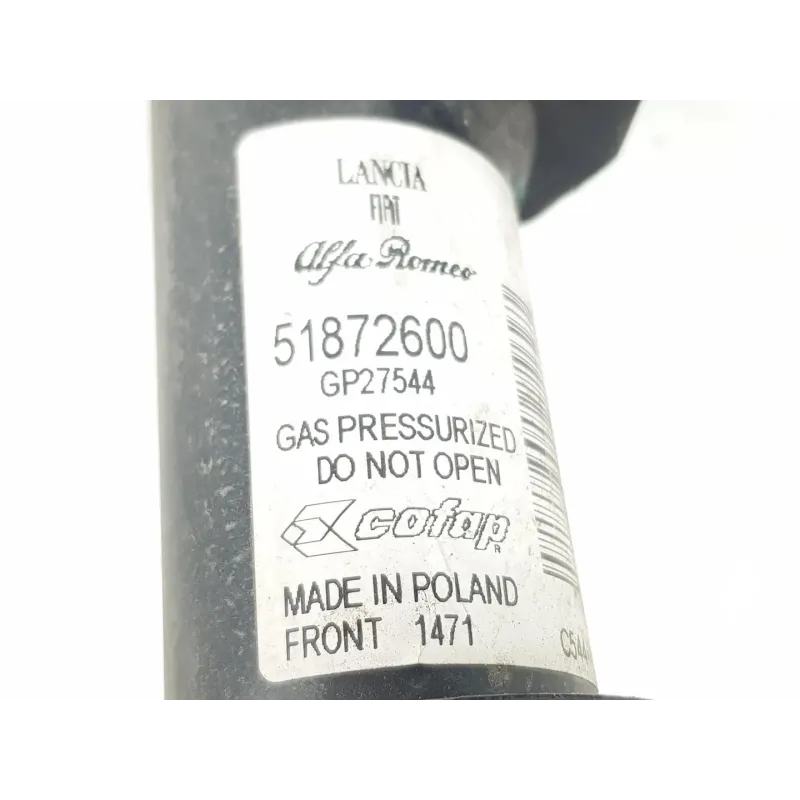 LANCIA
FIAT
Alfa Romeo
51872600
GP27544
GAS PRESSURIZED
DO NOT OPEN
cofap
R
MADE IN POLAND
FRONT 1471